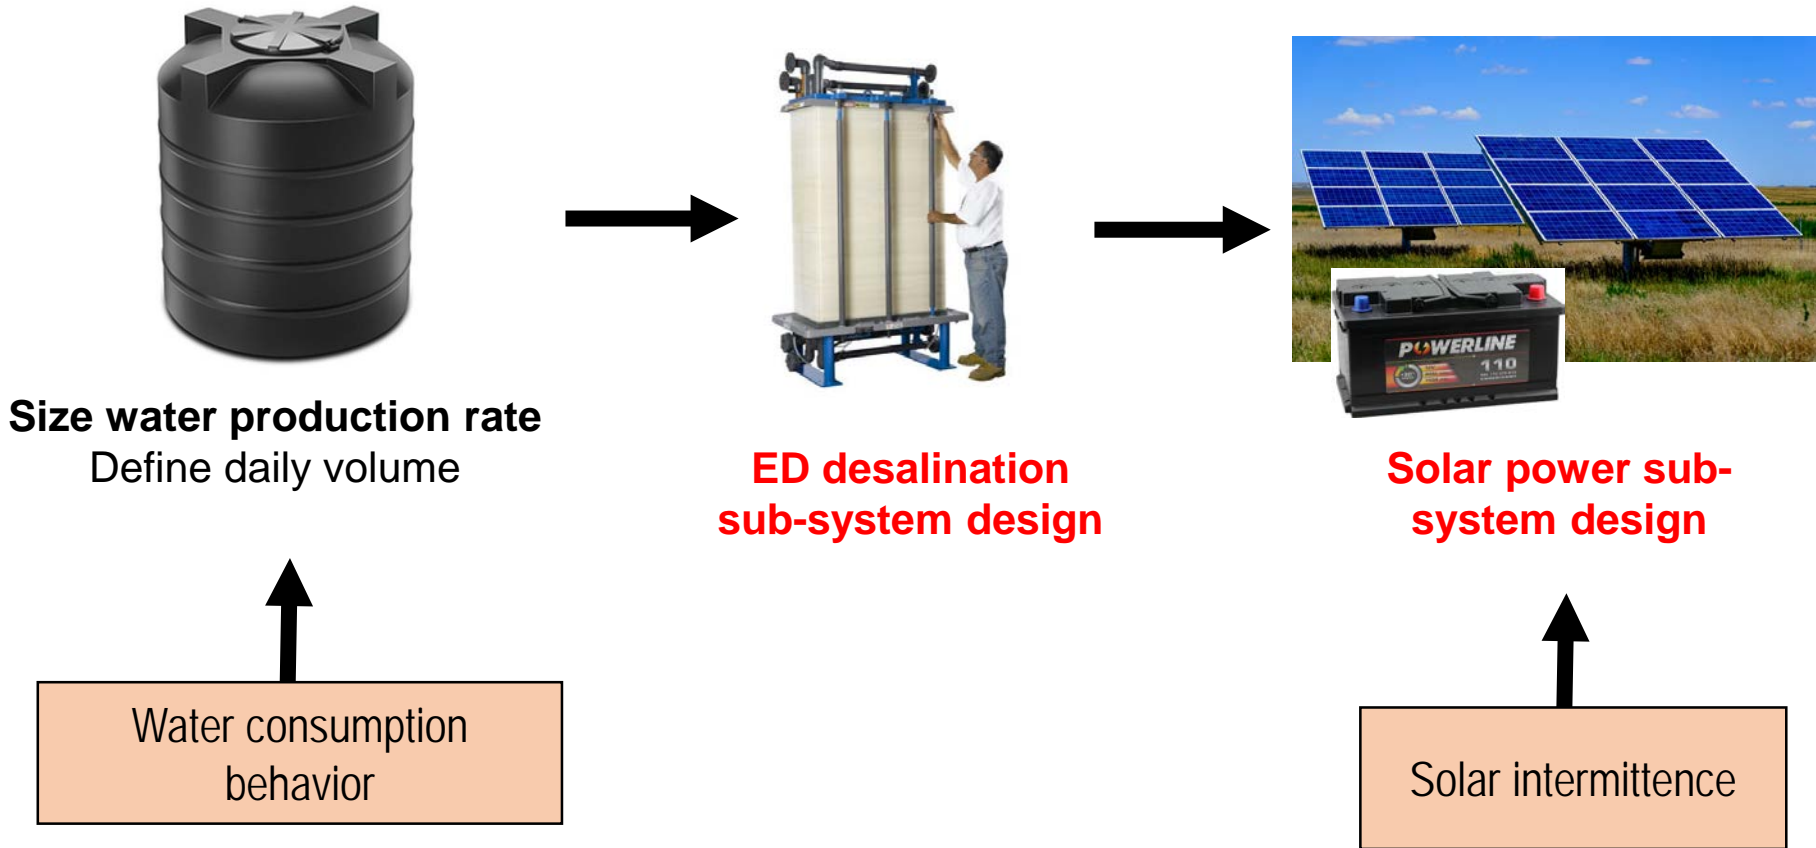 POWERLINE
110
Size water production rate
Define daily volume
ED desalination
sub-system design
Solar power sub-
system design
Water consumption
behavior
Solar intermittence